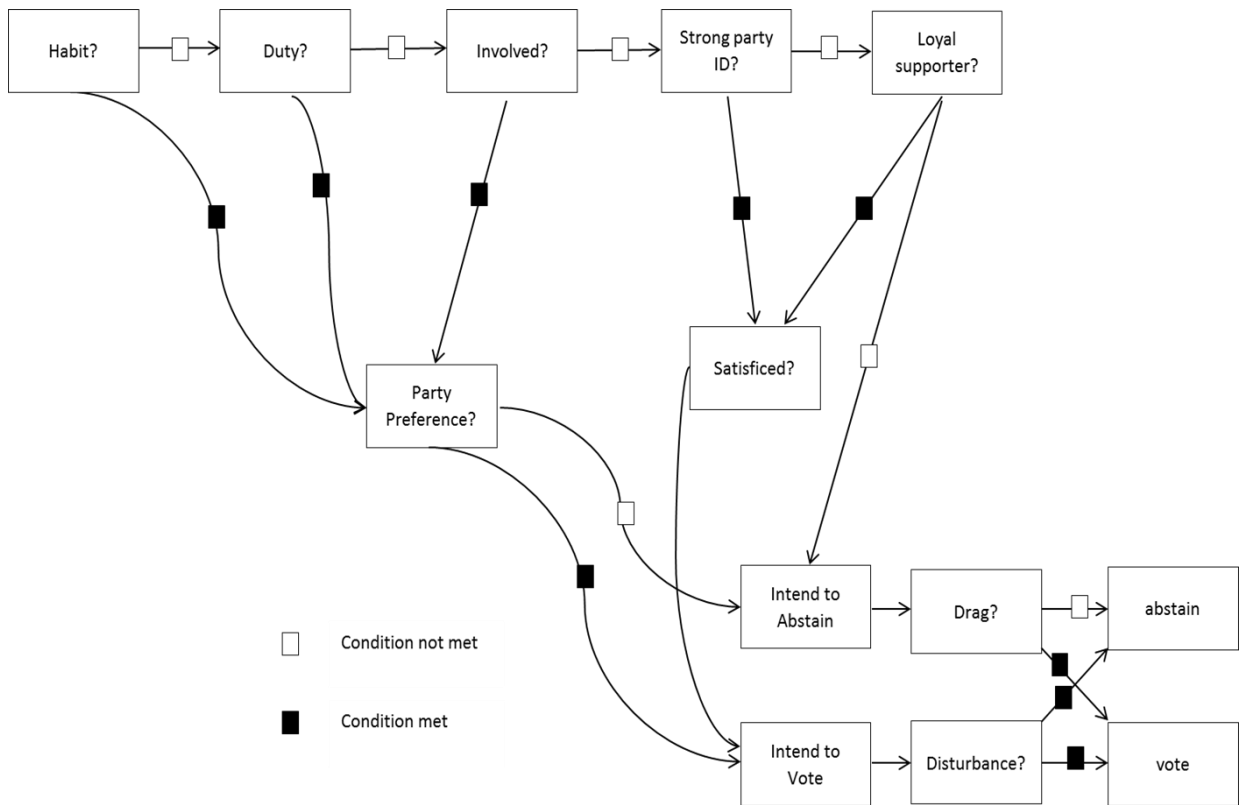 Habit?
Duty?
Involved?
Strong party
ID?
Loyal
supporter?
Satisficed?
Party
Preference?
Intend to
Abstain
Drag?
abstain
Condition not met
Condition met
Intend to
Vote
Disturbance?
vote